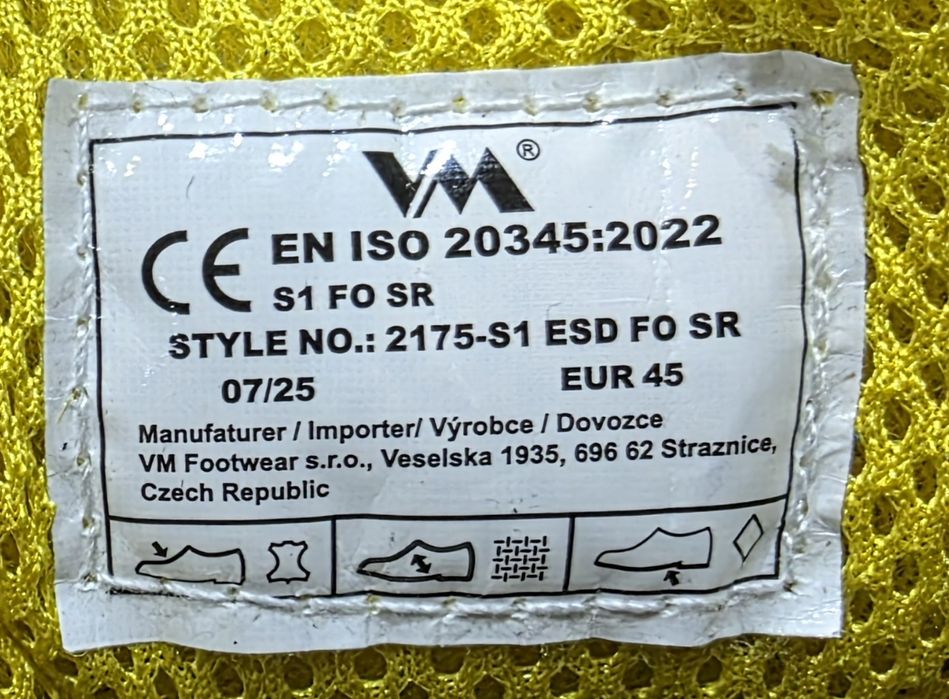 VM®
CE EN ISO 20345:2022
S1 FO SR
STYLE NO.: 2175-S1 ESD FO SR
07/25 EUR 45
Manufaturer / Importer/ Výrobce / Dovozce
VM Footwear s.r.o., Veselska 1935, 696 62 Straznice,
Czech Republic